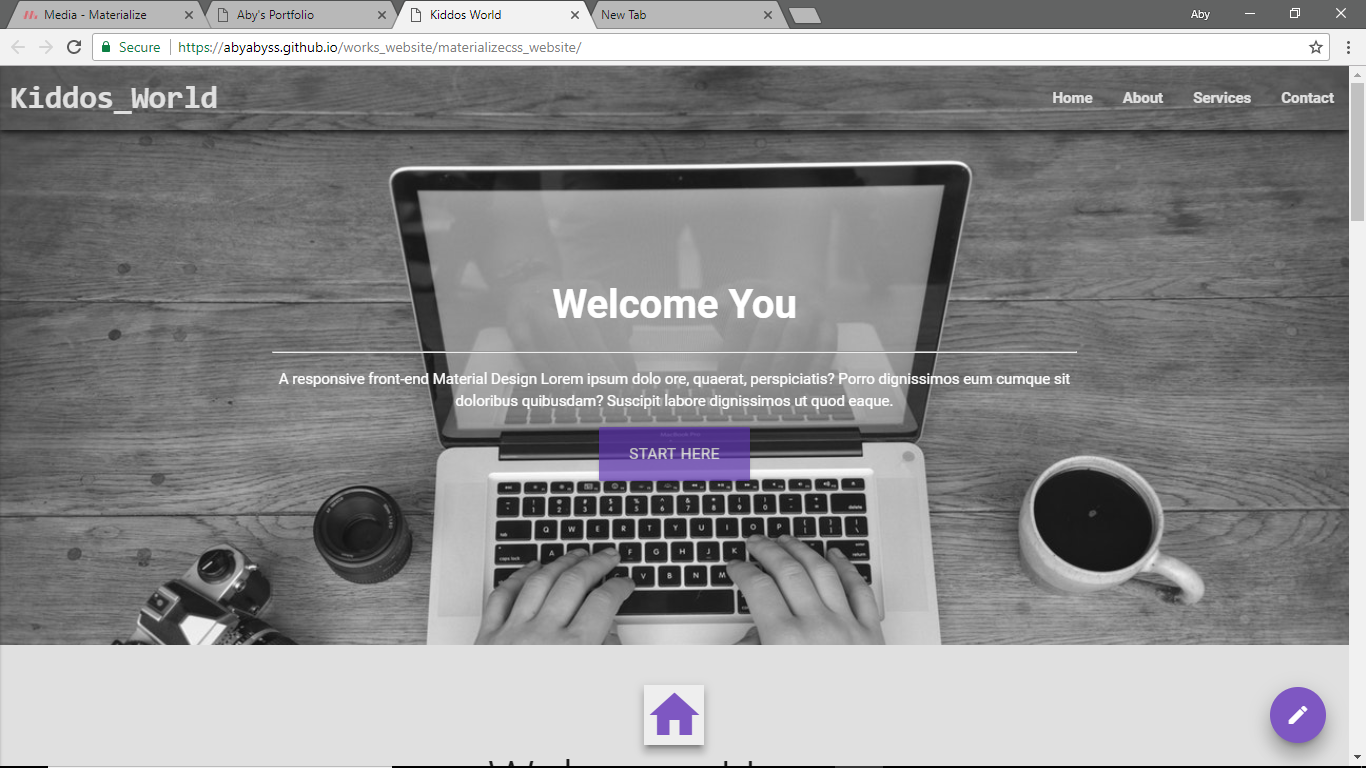 Media - Materialize
Aby's Portfolio
Kiddos World
New Tab
Aby
Secure
https://abyabyss.github.io/works_website/materializecss_website/
Kiddos_World
Home
About
Services
Contact
Welcome You
A responsive front-end Material Design Lorem ipsum dolo ore, quaerat, perspiciatis? Porro dignissimos eum cumque sit
doloribus quibusdam? Suscipit labore dignissimos ut quod eaque.
START HERE
Q W E R T Y U I O P
A F G H J K
V B N M